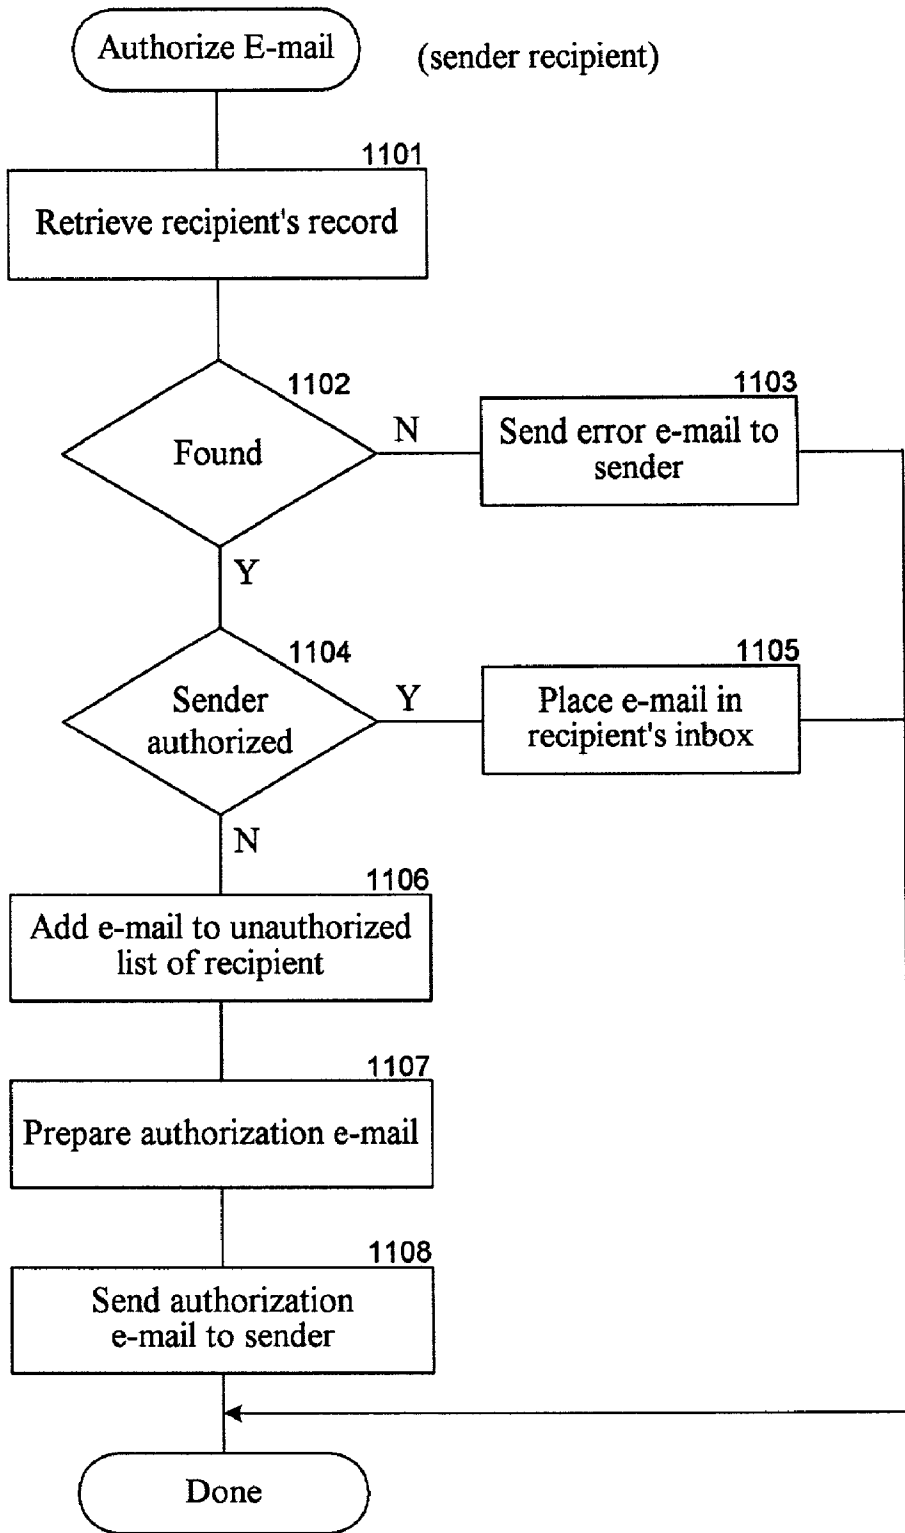 Authorize E-mail
(sender recipient)
1101
Retrieve recipient's record
1102
Found
N
1103
Send error e-mail to
sender
Y
1104
Sender
authorized
Y
1105
Place e-mail in
recipient's inbox
N
1106
Add e-mail to unauthorized
list of recipient
1107
Prepare authorization e-mail
1108
Send authorization
e-mail to sender
Done